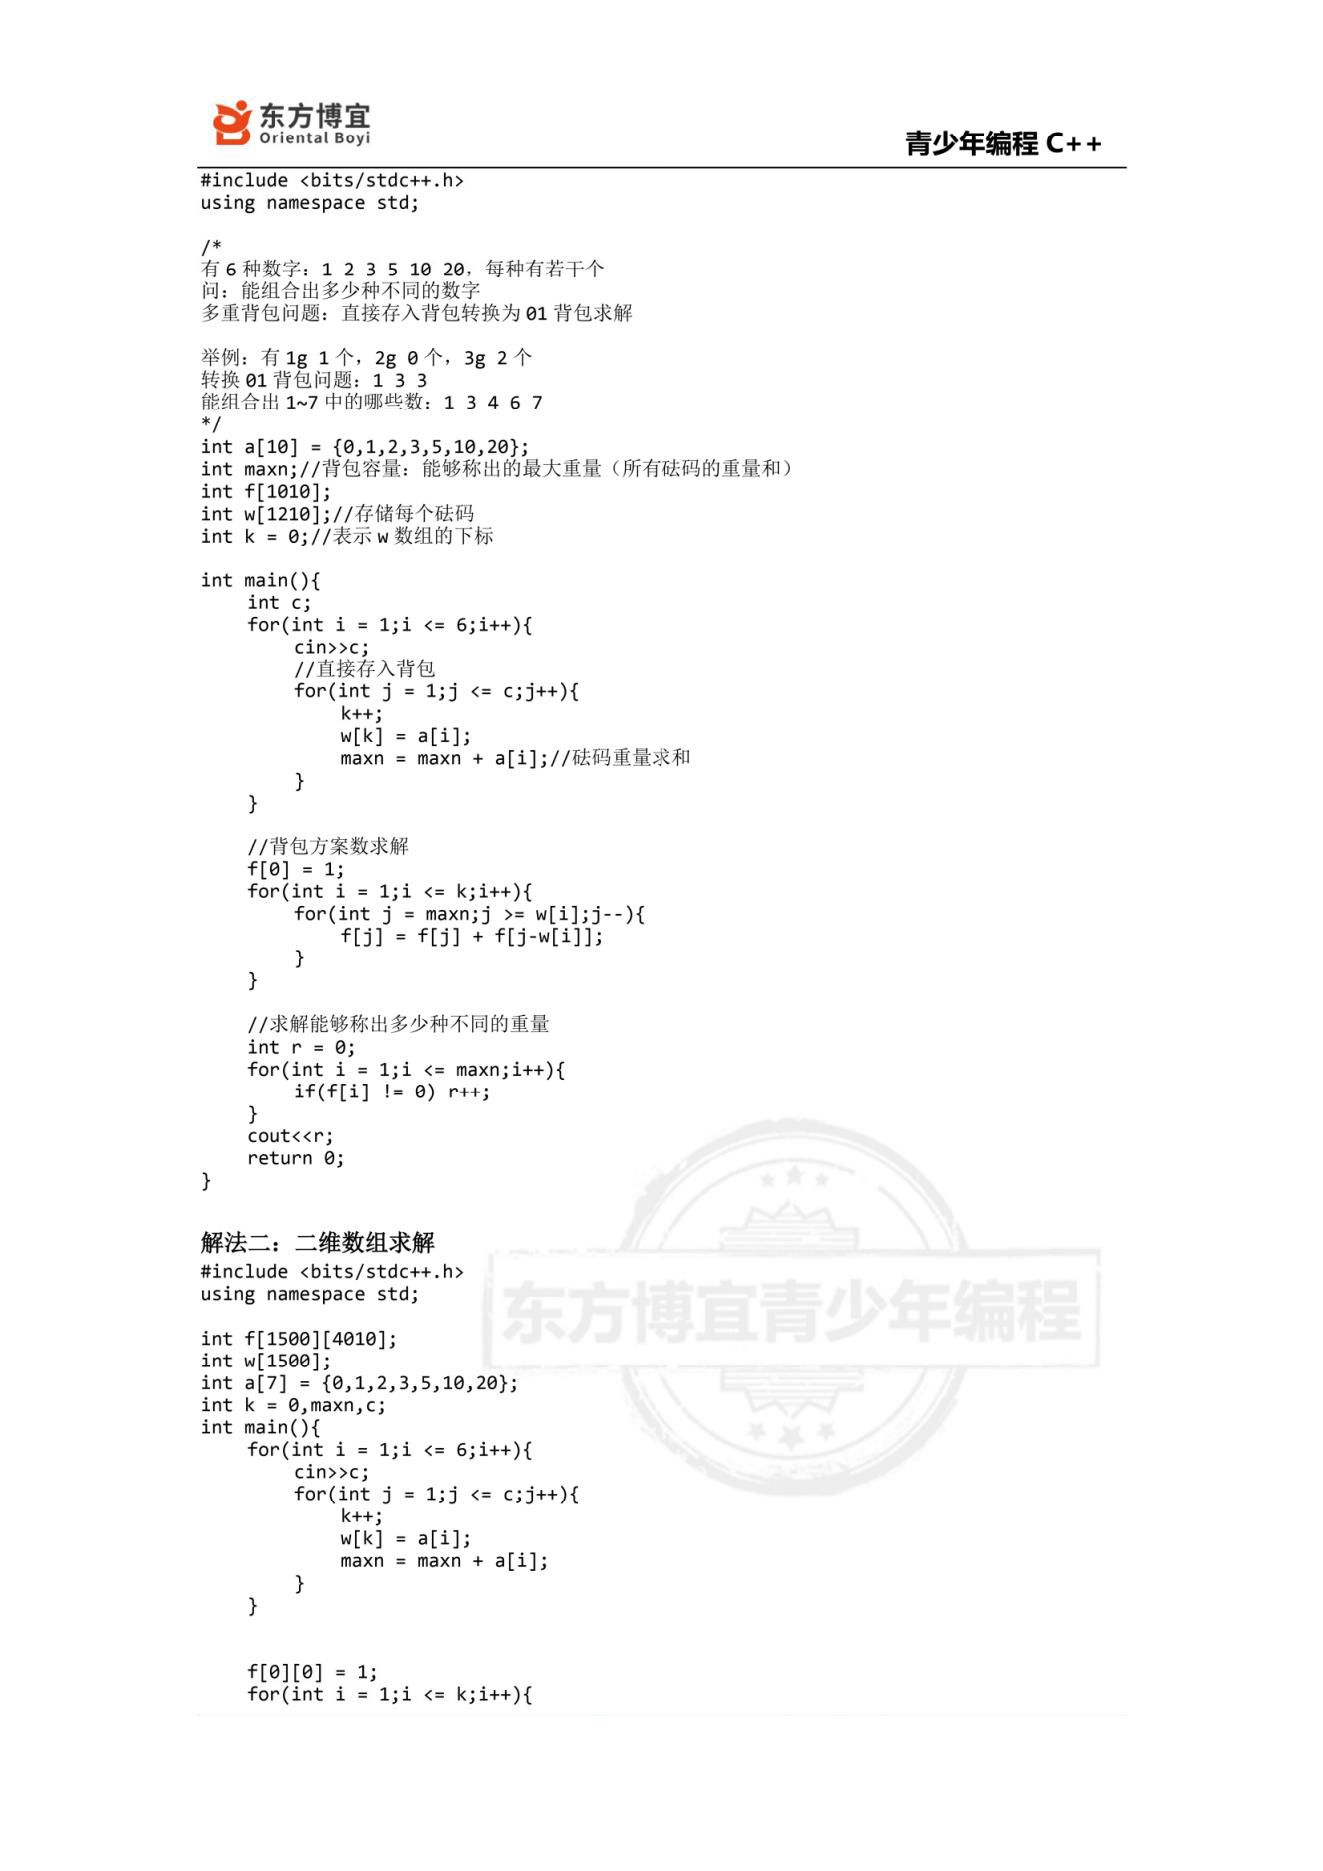 东方博宜
Oriental Boyi
青少年编程 C++
#include <bits/stdc++.h>
using namespace std;
/*
有 6 种数字：1 2 3 5 10 20，每种有若干个
问：能组合出多少种不同的数字
多重背包问题：直接存入背包转换为 01 背包求解
举例：有 1g 1 个，2g 0 个，3g 2 个
转换 01 背包问题：1 3 3
能组合出 1~7 中的哪些数：1 3 4 6 7
*/
int a[10] = {0,1,2,3,5,10,20};
int maxn;//背包容量：能够称出的最大重量（所有砝码的重量和）
int f[1010];
int w[1210];//存储每个砝码
int k = 0;//表示 w 数组的下标
int main(){
    int c;
    for(int i = 1;i <= 6;i++){
        cin>>c;
        //直接存入背包
        for(int j = 1;j <= c;j++){
            k++;
            w[k] = a[i];
            maxn = maxn + a[i];//砝码重量求和
        }
    }
    //背包方案数求解
    f[0] = 1;
    for(int i = 1;i <= k;i++){
        for(int j = maxn;j >= w[i];j--){
            f[j] = f[j] + f[j-w[i]];
        }
    }
    //求解能够称出多少种不同的重量
    int r = 0;
    for(int i = 1;i <= maxn;i++){
        if(f[i] != 0) r++;
    }
    cout<<r;
    return 0;
}
解法二：二维数组求解
#include <bits/stdc++.h>
using namespace std;
东方博宜青少年编程
int f[1500][4010];
int w[1500];
int a[7] = {0,1,2,3,5,10,20};
int k = 0,maxn,c;
int main(){
    for(int i = 1;i <= 6;i++){
        cin>>c;
        for(int j = 1;j <= c;j++){
            k++;
            w[k] = a[i];
            maxn = maxn + a[i];
        }
    }
    f[0][0] = 1;
    for(int i = 1;i <= k;i++){